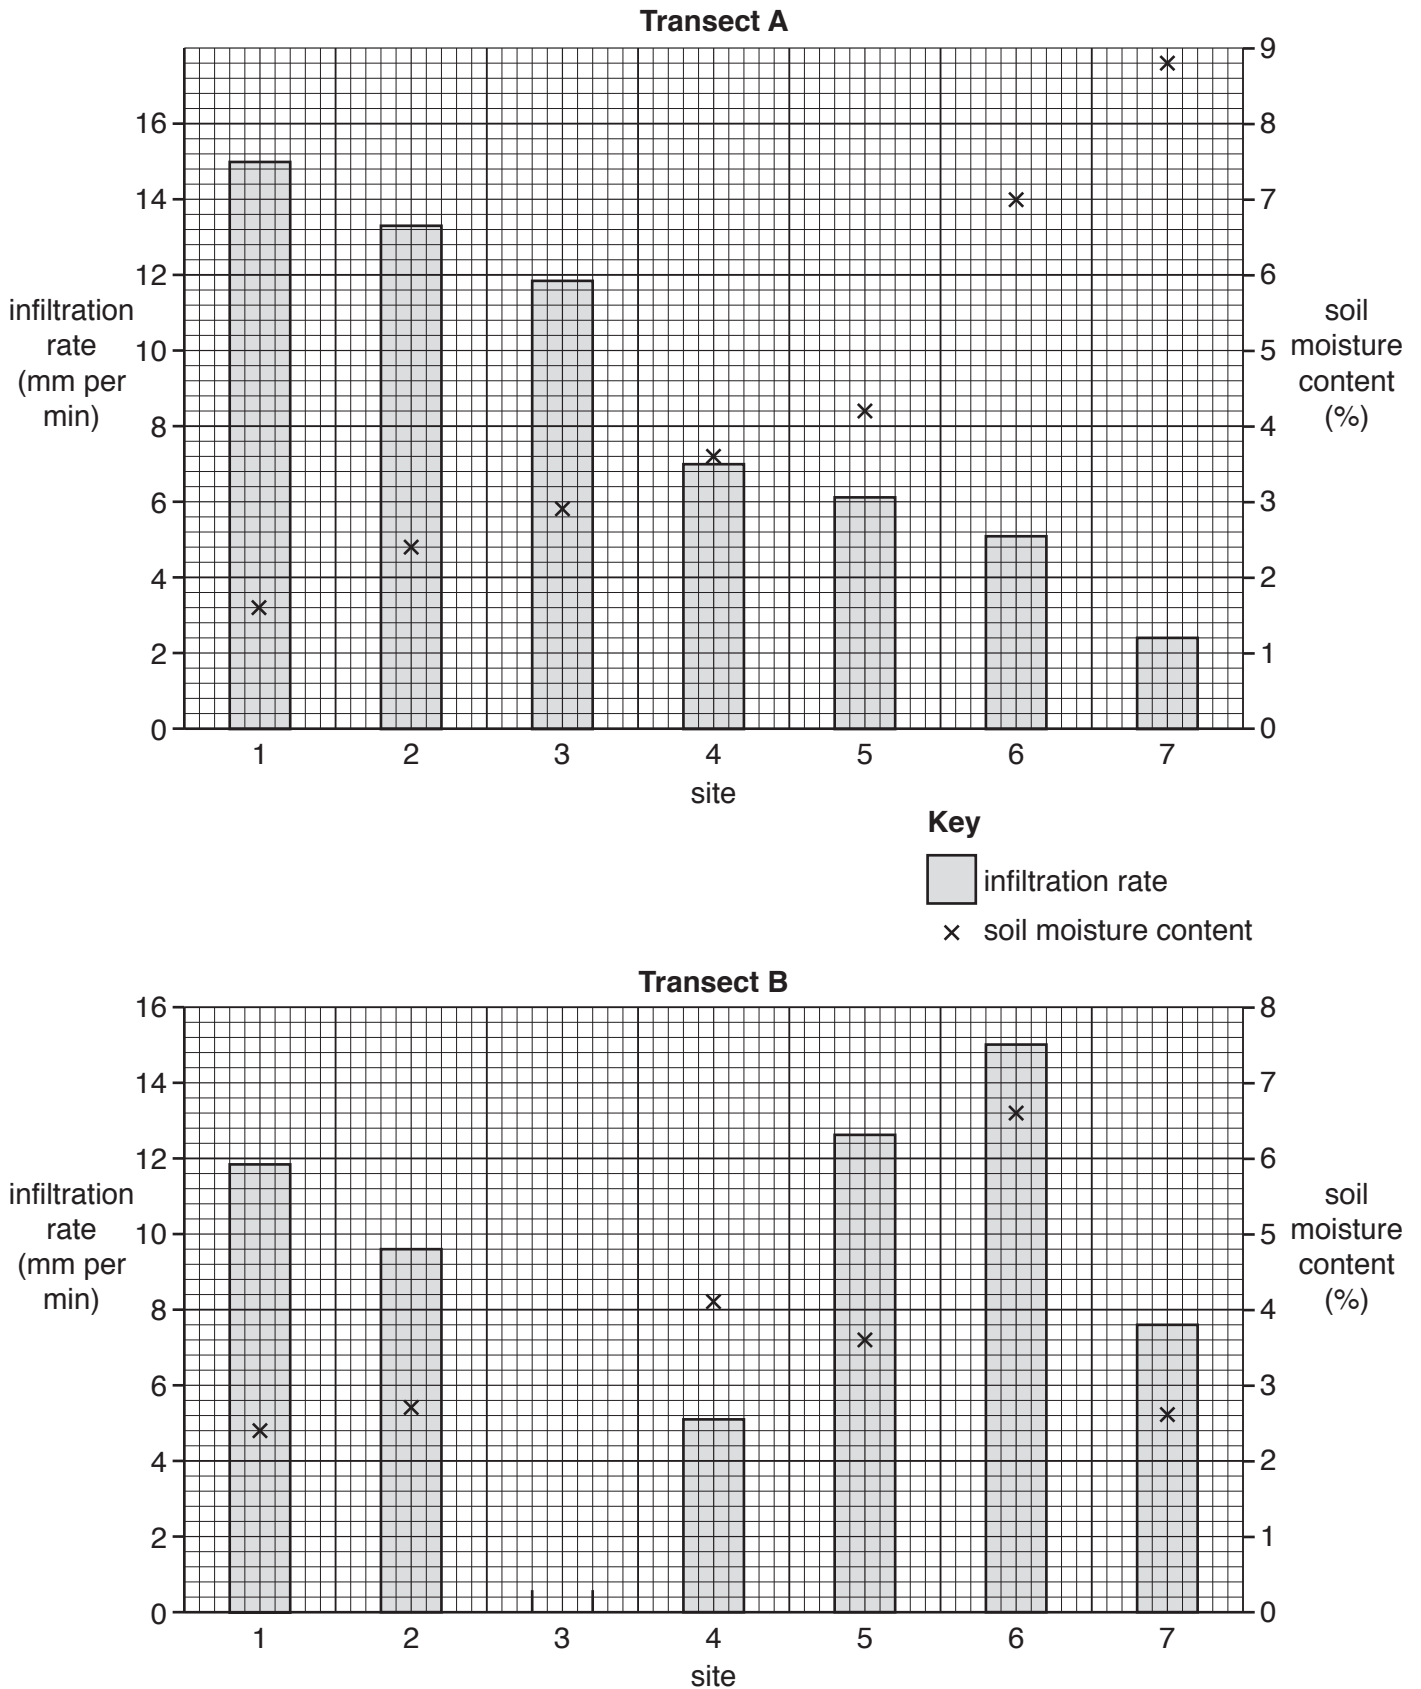 Transect A
9
16
8
14
7
12
6
infiltration
rate
(mm per
min)
soil
moisture
content
(%)
10
5
8
4
6
3
4
2
2
1
0
0
1 2 3 4 5 6 7
site
Key
infiltration rate
× soil moisture content
Transect B
16
8
14
7
12
6
infiltration
rate
(mm per
min)
soil
moisture
content
(%)
10
5
8
4
6
3
4
2
2
1
0
0
1 2 3 4 5 6 7
site